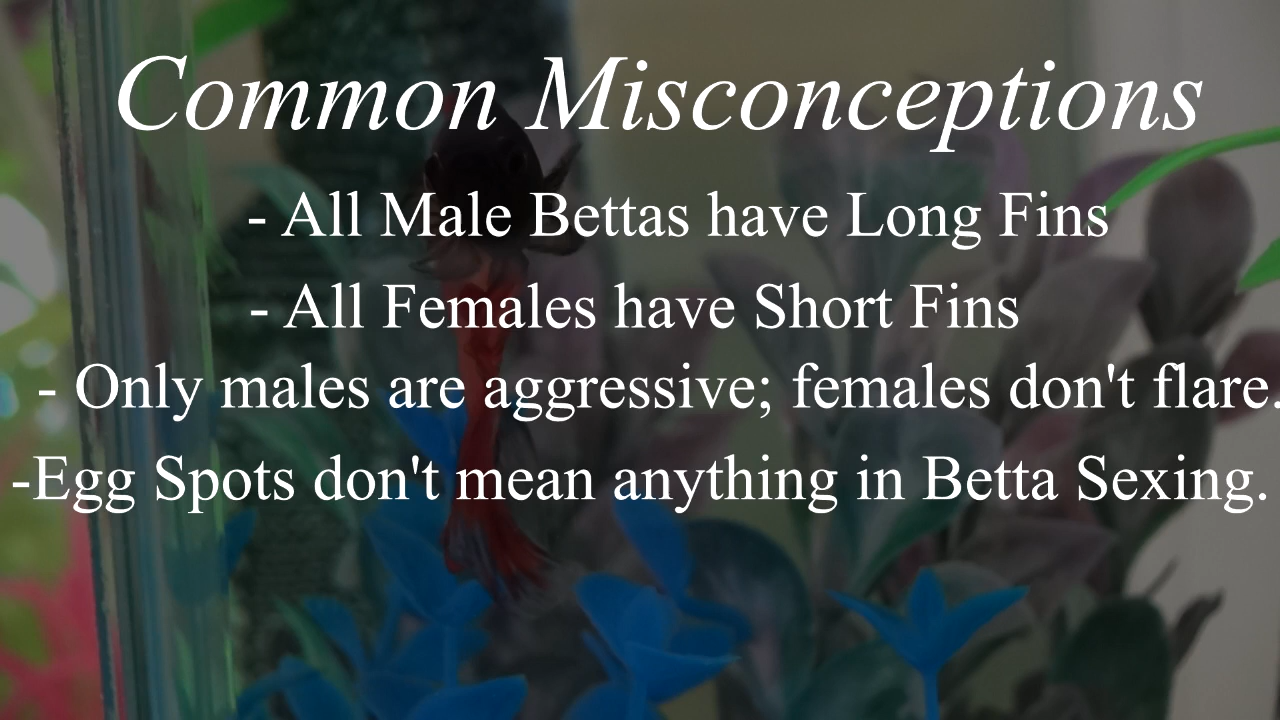 Common Misconceptions
- All Male Bettas have Long Fins
- All Females have Short Fins
- Only males are aggressive; females don't flare.
-Egg Spots don't mean anything in Betta Sexing.